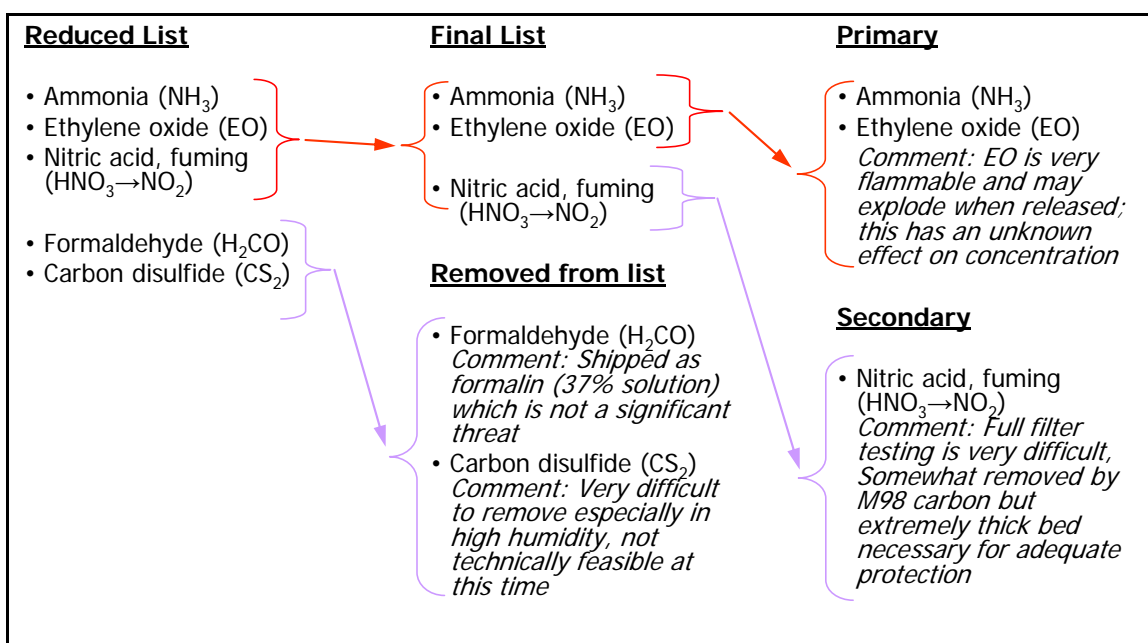 Reduced List
• Ammonia (NH₃)
• Ethylene oxide (EO)
• Nitric acid, fuming
(HNO₃→NO₂)
• Formaldehyde (H₂CO)
• Carbon disulfide (CS₂)
Final List
• Ammonia (NH₃)
• Ethylene oxide (EO)
• Nitric acid, fuming
(HNO₃→NO₂)
Removed from list
• Formaldehyde (H₂CO)
Comment: Shipped as
formalin (37% solution)
which is not a significant
threat
• Carbon disulfide (CS₂)
Comment: Very difficult
to remove especially in
high humidity, not
technically feasible at
this time
Primary
• Ammonia (NH₃)
• Ethylene oxide (EO)
Comment: EO is very
flammable and may
explode when released;
this has an unknown
effect on concentration
Secondary
• Nitric acid, fuming
(HNO₃→NO₂)
Comment: Full filter
testing is very difficult,
Somewhat removed by
M98 carbon but
extremely thick bed
necessary for adequate
protection